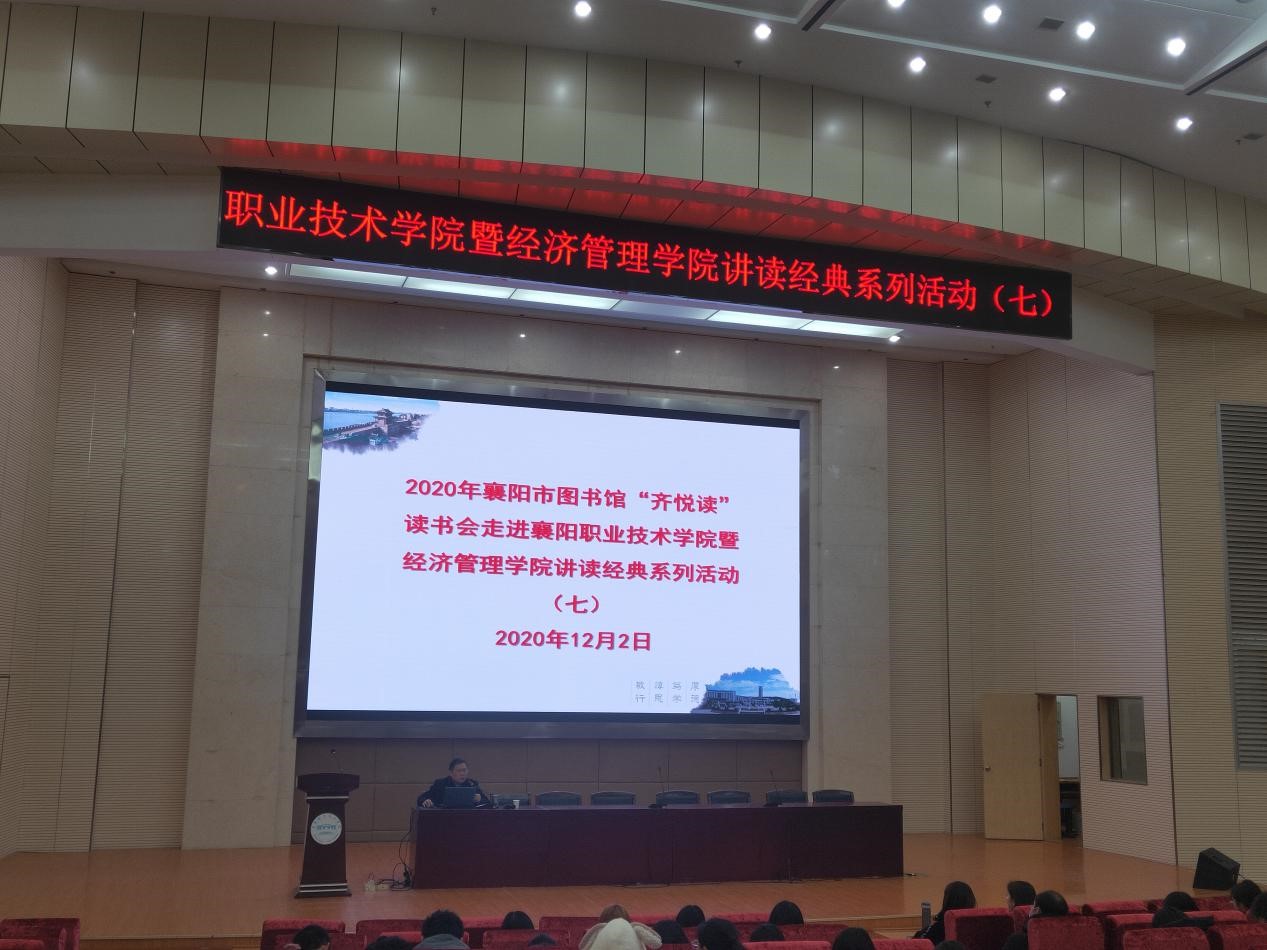 职业技术学院暨经济管理学院讲读经典系列活动（七）
2020年襄阳市图书馆“齐悦读”
读书会走进襄阳职业技术学院暨
经济管理学院讲读经典系列活动
（七）
2020年12月2日